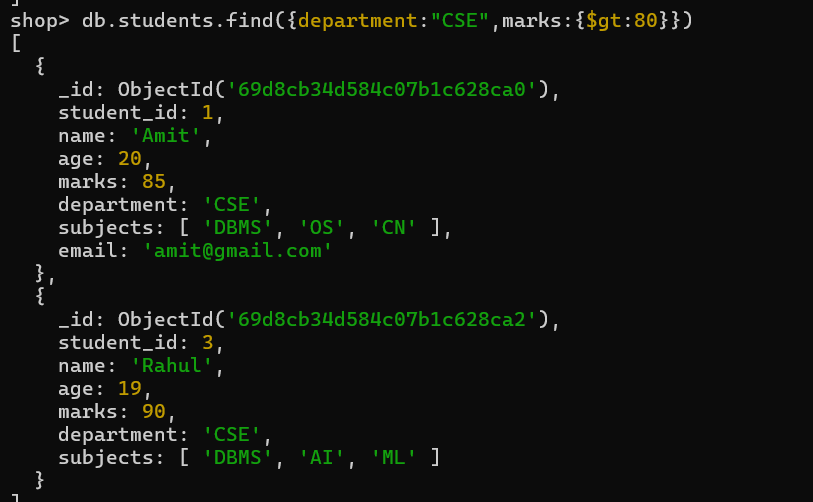 ]
shop> db.students.find({department:"CSE",marks:{$gt:80}})
[
  {
    _id: ObjectId('69d8cb34d584c07b1c628ca0'),
    student_id: 1,
    name: 'Amit',
    age: 20,
    marks: 85,
    department: 'CSE',
    subjects: [ 'DBMS', 'OS', 'CN' ],
    email: 'amit@gmail.com'
  },
  {
    _id: ObjectId('69d8cb34d584c07b1c628ca2'),
    student_id: 3,
    name: 'Rahul',
    age: 19,
    marks: 90,
    department: 'CSE',
    subjects: [ 'DBMS', 'AI', 'ML' ]
  }
]